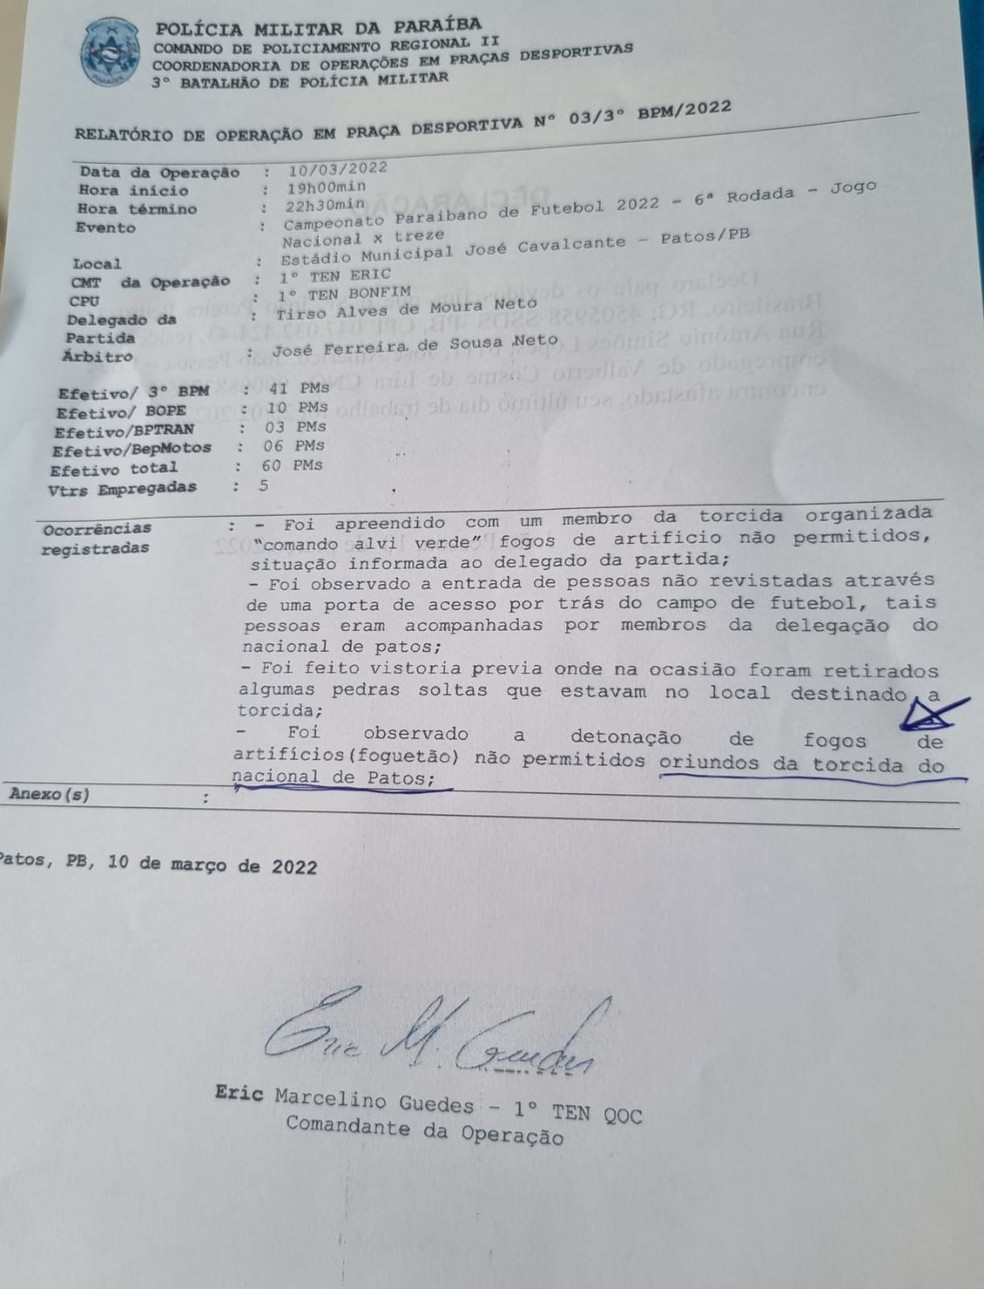 POLÍCIA MILITAR DA PARAÍBA
COMANDO DE POLICIAMENTO REGIONAL II
COORDENADORIA DE OPERAÇÕES EM PRAÇAS DESPORTIVAS
3° BATALHÃO DE POLÍCIA MILITAR
RELATÓRIO DE OPERAÇÃO EM PRAÇA DESPORTIVA N° 03/3° BPM/2022
Data da Operação : 10/03/2022
Hora início : 19h00min
Hora término : 22h30min
Evento : Campeonato Paraibano de Futebol 2022 – 6ª Rodada – Jogo
Nacional x treze
Local : Estádio Municipal José Cavalcante – Patos/PB
CMT da Operação : 1° TEN ERIC
CPU : 1° TEN BONFIM
Delegado da : Tirso Alves de Moura Neto
Partida
Árbitro : José Ferreira de Sousa Neto
Efetivo/ 3° BPM : 41 PMs
Efetivo/ BOPE : 10 PMs
Efetivo/BPTRAN : 03 PMs
Efetivo/BepMotos : 06 PMs
Efetivo total : 60 PMs
Vtrs Empregadas : 5
Ocorrências : – Foi apreendido com um membro da torcida organizada
registradas "comando alvi verde" fogos de artificio não permitidos,
situação informada ao delegado da partida;
– Foi observado a entrada de pessoas não revistadas através
de uma porta de acesso por trás do campo de futebol, tais
pessoas eram acompanhadas por membros da delegação do
nacional de patos;
– Foi feito vistoria previa onde na ocasião foram retirados
algumas pedras soltas que estavam no local destinado a
torcida;
– Foi observado a detonação de fogos de
artifícios(foguetão) não permitidos oriundos da torcida do
nacional de Patos;
Anexo(s) :
Patos, PB, 10 de março de 2022
Eric M. Guedes
Eric Marcelino Guedes – 1° TEN QOC
Comandante da Operação